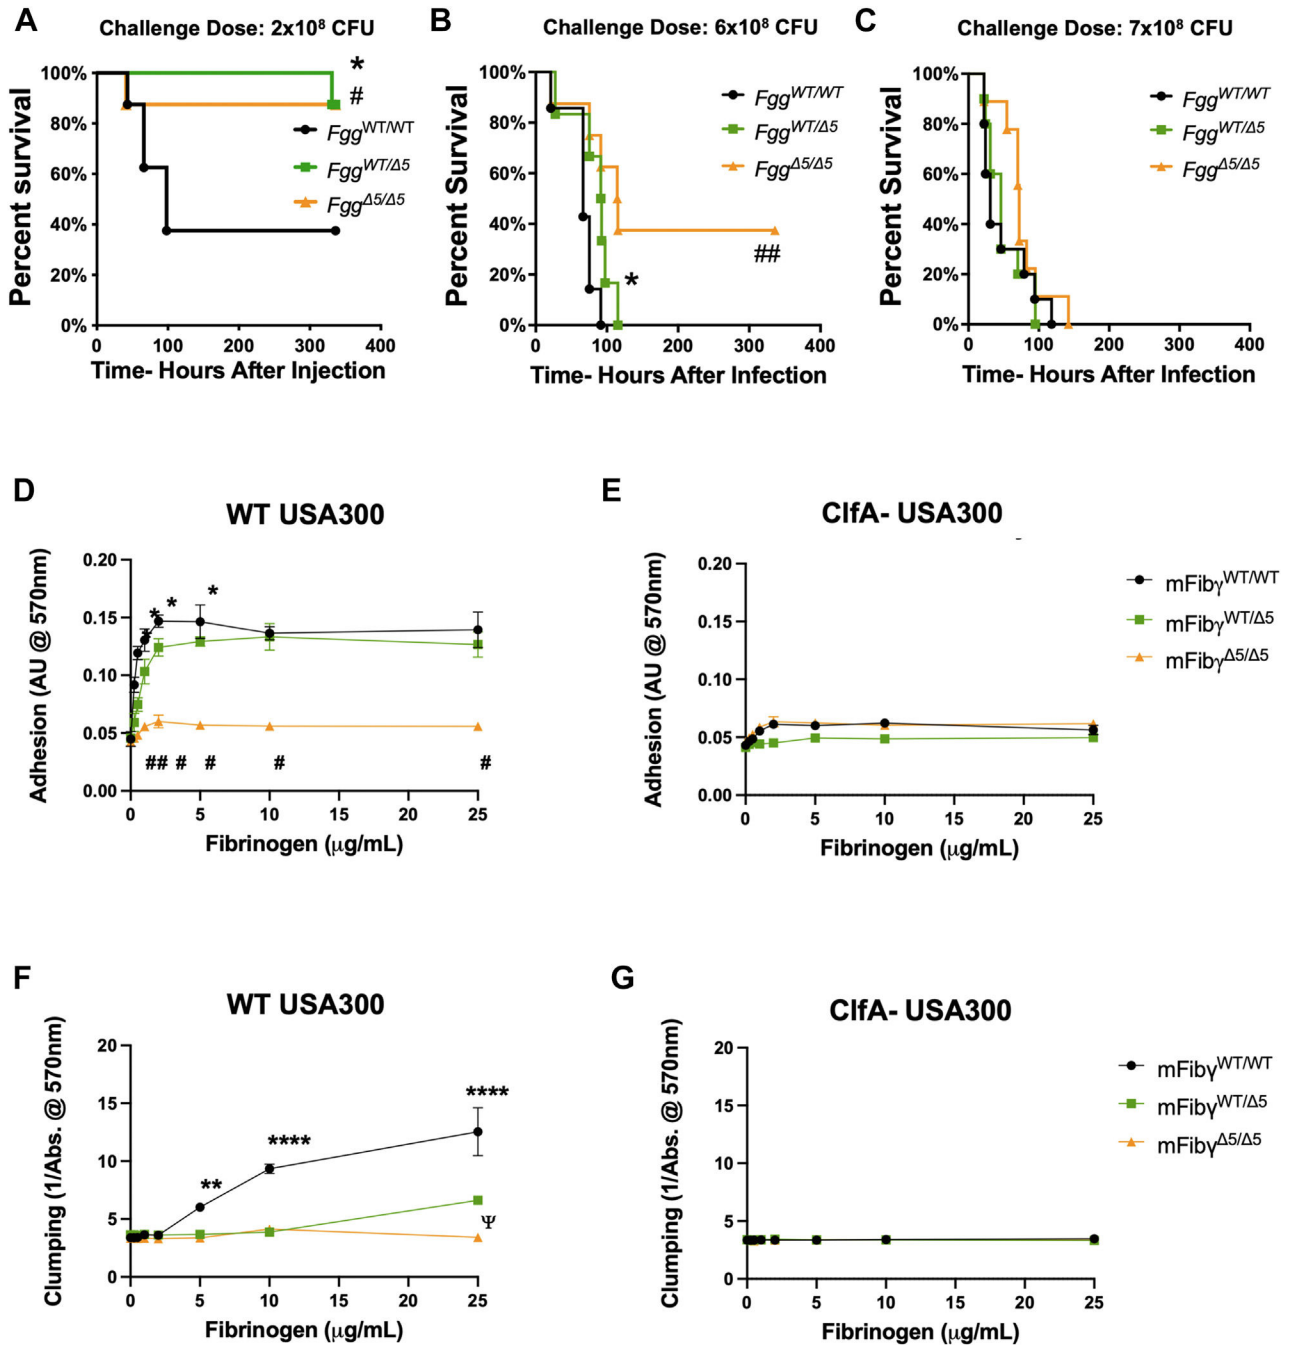 A
Challenge Dose: 2x10⁸ CFU
Percent survival
100%
80%
60%
40%
20%
0%
0 100 200 300 400
Time- Hours After Injection
*
#
Fgg^WT/WT
Fgg^WT/Δ5
Fgg^Δ5/Δ5
B
Challenge Dose: 6x10⁸ CFU
Percent Survival
100%
80%
60%
40%
20%
0%
0 100 200 300 400
Time- Hours After Infection
Fgg^WT/WT
Fgg^WT/Δ5
Fgg^Δ5/Δ5
##
*
C
Challenge Dose: 7x10⁸ CFU
Percent Survival
100%
80%
60%
40%
20%
0%
0 100 200 300 400
Time- Hours After Infection
Fgg^WT/WT
Fgg^WT/Δ5
Fgg^Δ5/Δ5
D
WT USA300
Adhesion (AU @ 570nm)
0.20
0.15
0.10
0.05
0.00
* * *
*
## # # # #
0 5 10 15 20 25
Fibrinogen (μg/mL)
E
ClfA- USA300
Adhesion (AU @ 570nm)
0.20
0.15
0.10
0.05
0.00
0 5 10 15 20 25
Fibrinogen (μg/mL)
mFibγ^WT/WT
mFibγ^WT/Δ5
mFibγ^Δ5/Δ5
F
WT USA300
Clumping (1/Abs. @ 570nm)
20
15
10
5
0
**
****
****
Ψ
0 5 10 15 20 25
Fibrinogen (μg/mL)
G
ClfA- USA300
Clumping (1/Abs. @ 570nm)
20
15
10
5
0
0 5 10 15 20 25
Fibrinogen (μg/mL)
mFibγ^WT/WT
mFibγ^WT/Δ5
mFibγ^Δ5/Δ5